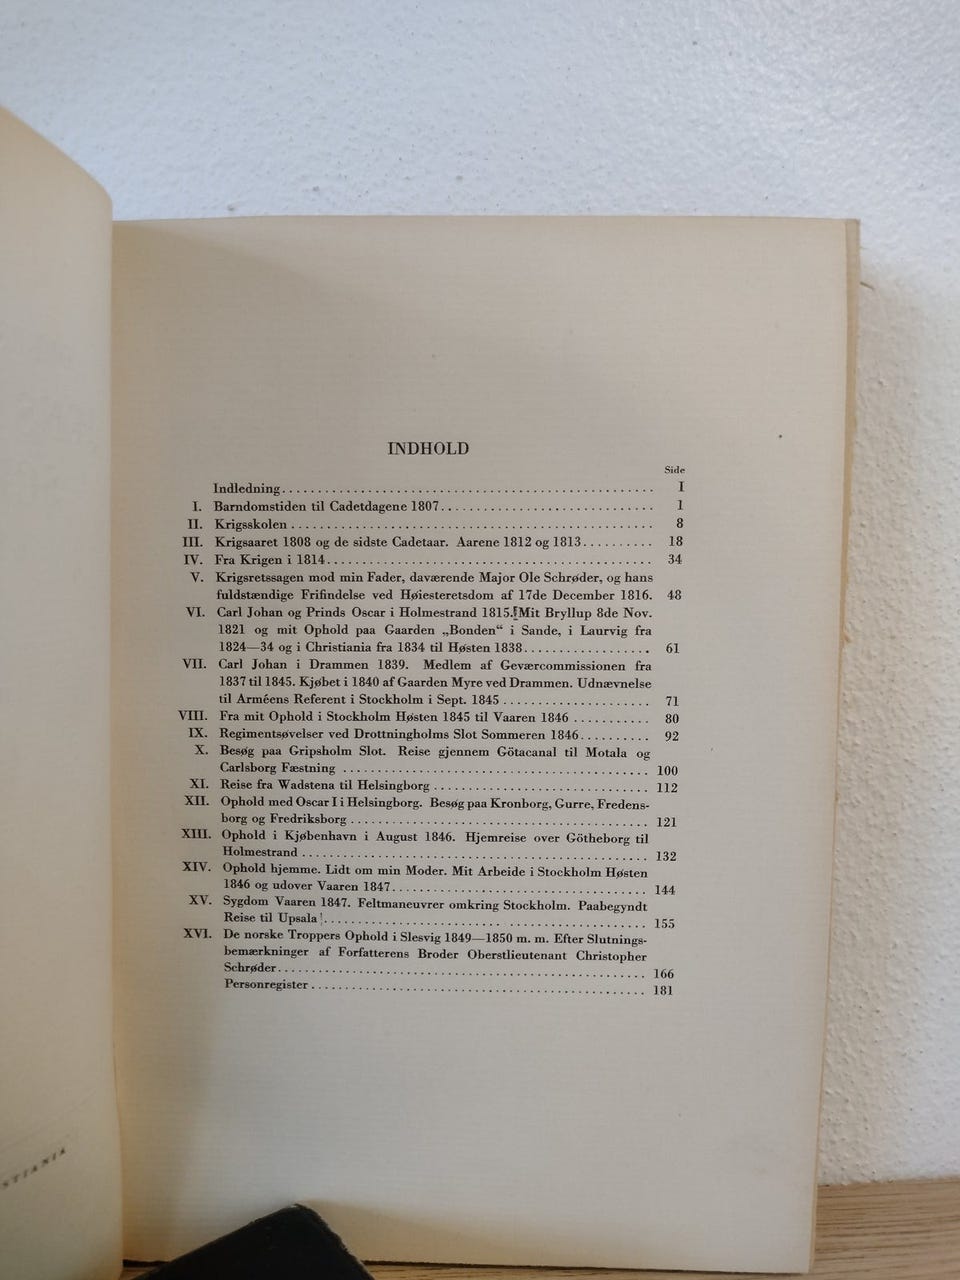 INDHOLD
Side
Indledning.................................................... I
I. Barndomstiden til Cadetdagene 1807............................... 1
II. Krigsskolen .................................................... 8
III. Krigsaaret 1808 og de sidste Cadetaar. Aarene 1812 og 1813.......... 18
IV. Fra Krigen i 1814.............................................. 34
V. Krigsretssagen mod min Fader, daværende Major Ole Schrøder, og hans
fuldstændige Frifindelse ved Høiesteretsdom af 17de December 1816. 48
VI. Carl Johan og Prinds Oscar i Holmestrand 1815. Mit Bryllup 8de Nov.
1821 og mit Ophold paa Gaarden „Bonden“ i Sande, i Laurvig fra
1824—34 og i Christiania fra 1834 til Høsten 1838.................. 61
VII. Carl Johan i Drammen 1839. Medlem af Geværcommissionen fra
1837 til 1845. Kjøbet i 1840 af Gaarden Myre ved Drammen. Udnævnelse
til Arméens Referent i Stockholm i Sept. 1845 ...................... 71
VIII. Fra mit Ophold i Stockholm Høsten 1845 til Vaaren 1846 ........... 80
IX. Regimentsøvelser ved Drottningholms Slot Sommeren 1846.......... 92
X. Besøg paa Gripsholm Slot. Reise gjennem Götacanal til Motala og
Carlsborg Fæstning ............................................. 100
XI. Reise fra Wadstena til Helsingborg ................................ 112
XII. Ophold med Oscar I i Helsingborg. Besøg paa Kronborg, Gurre, Fredens-
borg og Fredriksborg ............................................ 121
XIII. Ophold i Kjøbenhavn i August 1846. Hjemreise over Götheborg til
Holmestrand ................................................... 132
XIV. Ophold hjemme. Lidt om min Moder. Mit Arbeide i Stockholm Høsten
1846 og udover Vaaren 1847...................................... 144
XV. Sygdom Vaaren 1847. Feltmaneuvrer omkring Stockholm. Paabegyndt
Reise til Upsala................................................ 155
XVI. De norske Troppers Ophold i Slesvig 1849—1850 m. m. Efter Slutnings-
bemærkninger af Forfatterens Broder Oberstlieutenant Christopher
Schrøder...................................................... 166
Personregister ................................................. 181
STIANIA